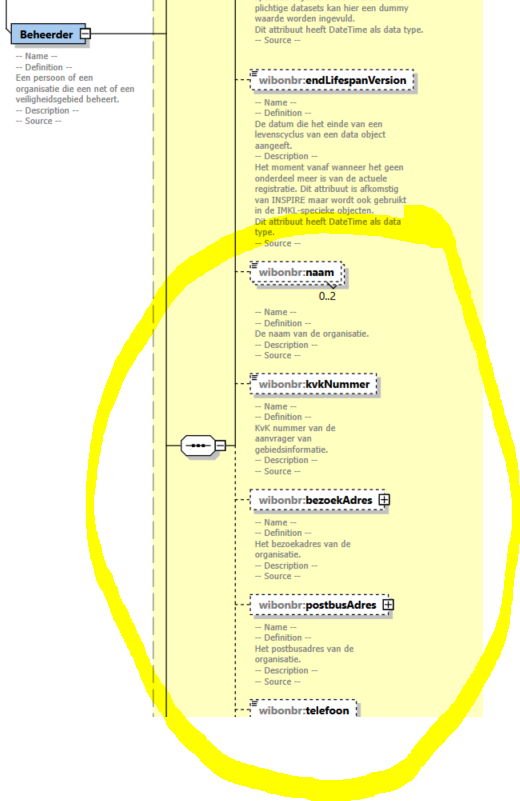 plichtige datasets kan hier een dummy
waarde worden ingevuld.
Dit attribuut heeft DateTime als data type.
-- Source --
Beheerder
-- Name --
-- Definition --
Een persoon of een
organisatie die een net of een
veiligheidsgebied beheert.
-- Description --
-- Source --
wibonbr:endLifespanVersion
-- Name --
-- Definition --
De datum die het einde van een
levenscyclus van een data object
aangeeft.
-- Description --
Het moment vanaf wanneer het geen
onderdeel meer is van de actuele
registratie. Dit attribuut is afkomstig
van INSPIRE maar wordt ook gebruikt
in de IMKL-specieke objecten.
Dit attribuut heeft DateTime als data
type.
-- Source --
wibonbr:naam
0..2
-- Name --
-- Definition --
De naam van de organisatie.
-- Description --
-- Source --
wibonbr:kvkNummer
-- Name --
-- Definition --
KvK nummer van de
aanvrager van
gebiedsinformatie.
-- Description --
-- Source --
wibonbr:bezoekAdres
-- Name --
-- Definition --
Het bezoekadres van de
organisatie.
-- Description --
-- Source --
wibonbr:postbusAdres
-- Name --
-- Definition --
Het postbusadres van de
organisatie.
-- Description --
-- Source --
wibonbr:telefoon